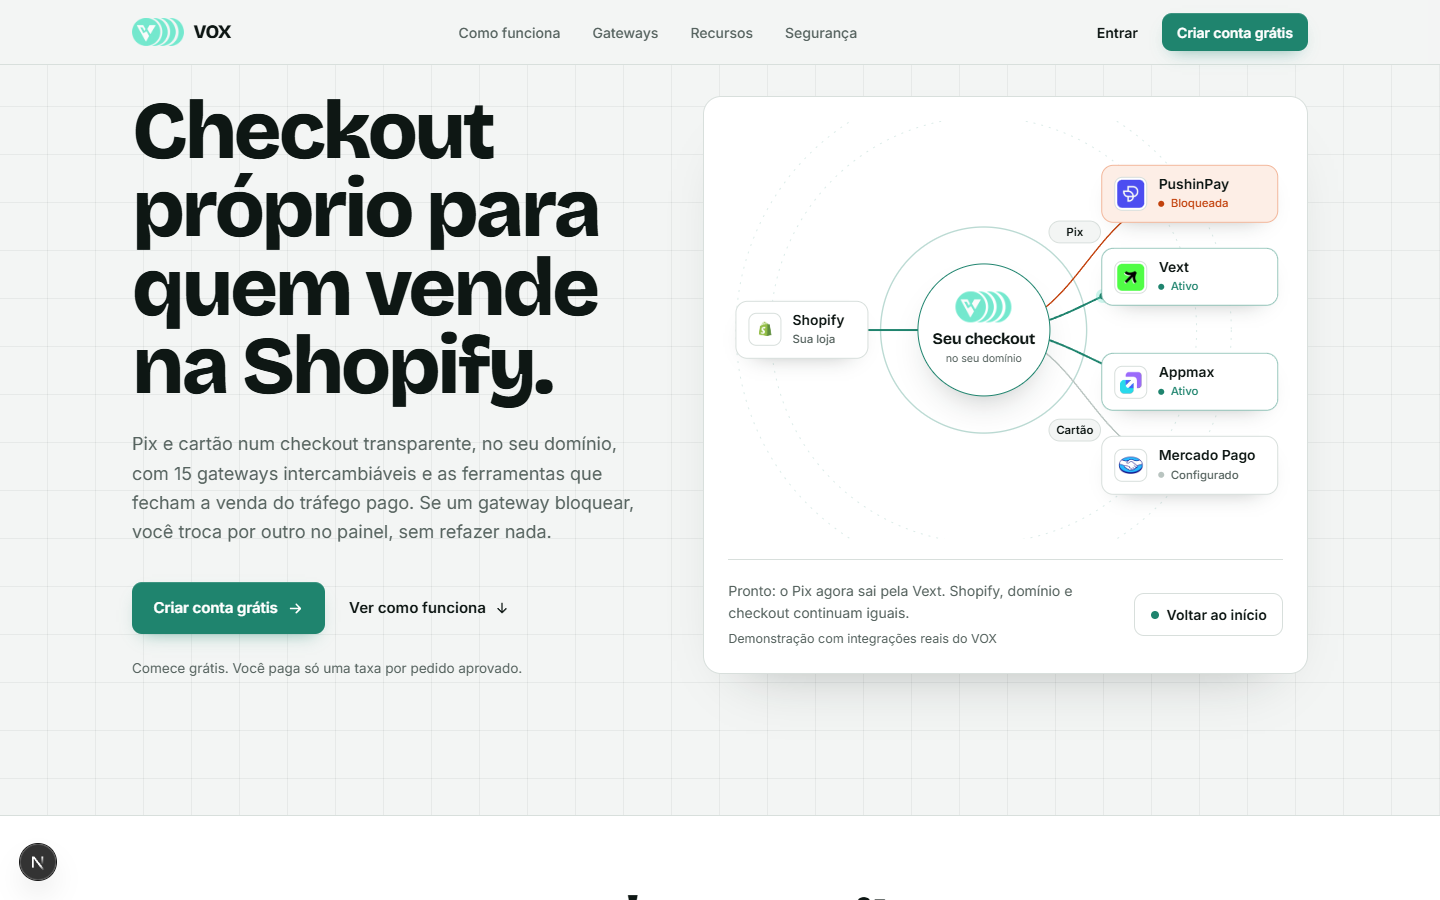 VOX
Como funciona
Gateways
Recursos
Segurança
Entrar
Criar conta grátis
Checkout
próprio para
quem vende
na Shopify.
Pix e cartão num checkout transparente, no seu domínio,
com 15 gateways intercambiáveis e as ferramentas que
fecham a venda do tráfego pago. Se um gateway bloquear,
você troca por outro no painel, sem refazer nada.
Criar conta grátis →
Ver como funciona ↓
Comece grátis. Você paga só uma taxa por pedido aprovado.
Shopify
Sua loja
Seu checkout
no seu domínio
Pix
Cartão
PushinPay
Bloqueada
Vext
Ativo
Appmax
Ativo
Mercado Pago
Configurado
Pronto: o Pix agora sai pela Vext. Shopify, domínio e
checkout continuam iguais.
Demonstração com integrações reais do VOX
Voltar ao início
N